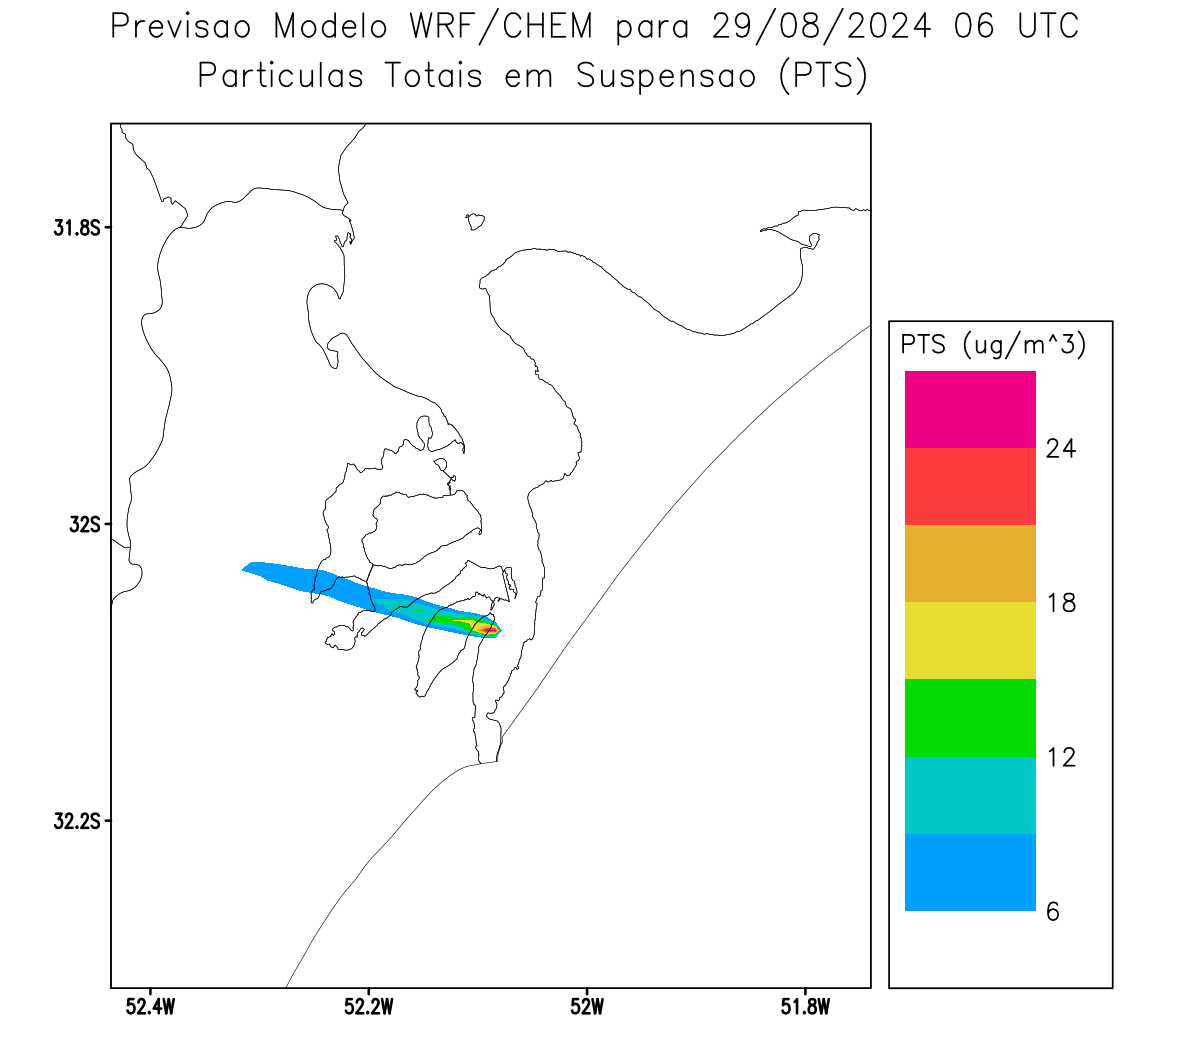 Previsao Modelo WRF/CHEM para 29/08/2024 06 UTC
Particulas Totais em Suspensao (PTS)
31.8S
32S
32.2S
52.4W
52.2W
52W
51.8W
PTS (ug/m^3)
24
18
12
6